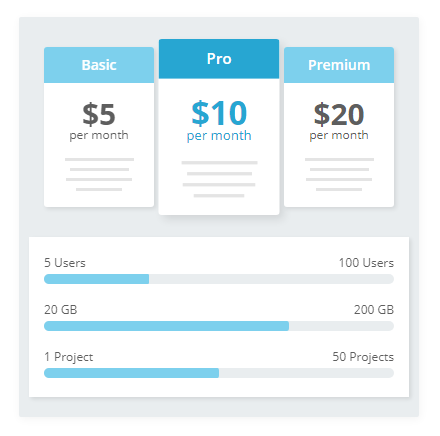 Basic
$5
per month
Pro
$10
per month
Premium
$20
per month
5 Users 100 Users
20 GB 200 GB
1 Project 50 Projects